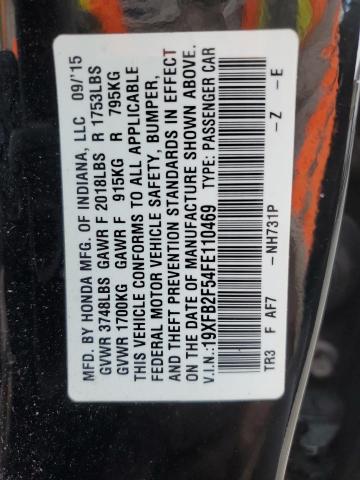 MFD. BY HONDA MFG. OF INDIANA, LLC 09/'15
GVWR 3748LBS GAWR F 2018LBS R 1753LBS
GVWR 1700KG GAWR F 915KG R 795KG
THIS VEHICLE CONFORMS TO ALL APPLICABLE
FEDERAL MOTOR VEHICLE SAFETY, BUMPER,
AND THEFT PREVENTION STANDARDS IN EFFECT
ON THE DATE OF MANUFACTURE SHOWN ABOVE.
V.I.N.:19XFB2F54FE110469 TYPE: PASSENGER CAR
TR3 F AF7 -NH731P -Z -E